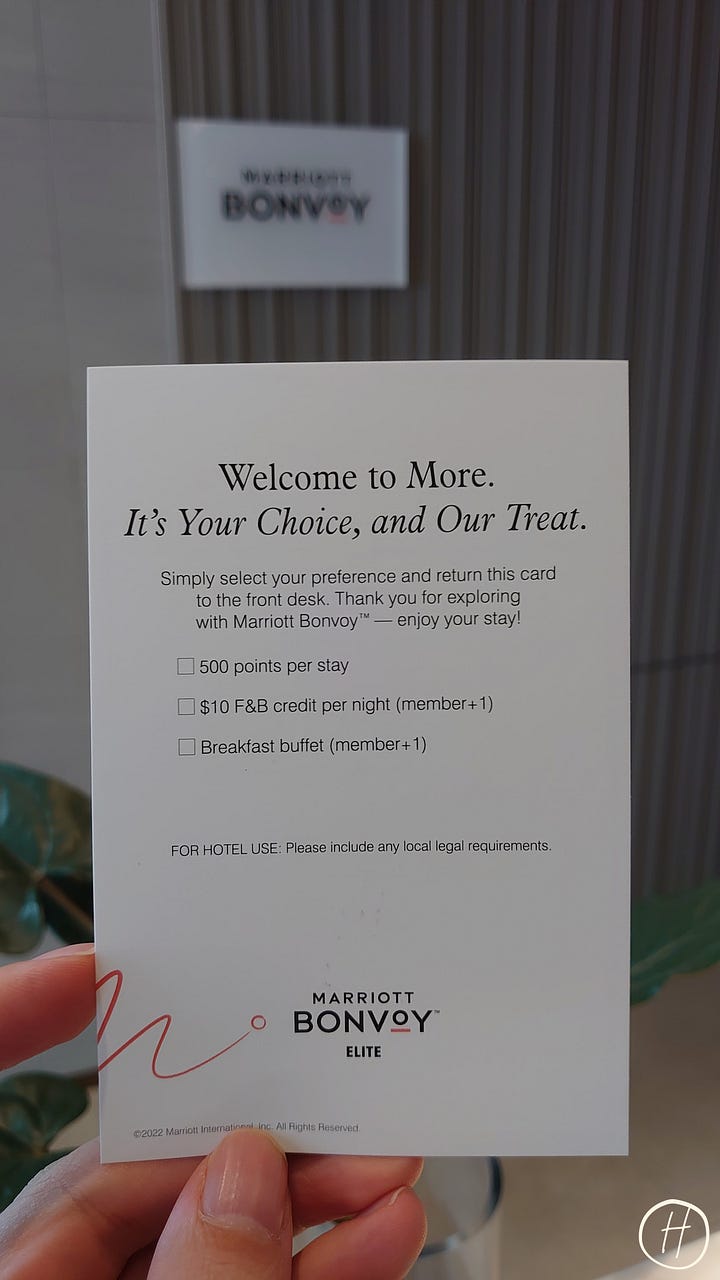 MARRIOTT
BONVOY
Welcome to More.
It's Your Choice, and Our Treat.
Simply select your preference and return this card
to the front desk. Thank you for exploring
with Marriott Bonvoy™ — enjoy your stay!
500 points per stay
$10 F&B credit per night (member+1)
Breakfast buffet (member+1)
FOR HOTEL USE: Please include any local legal requirements.
MARRIOTT
BONVOY™
ELITE
©2022 Marriott International, Inc. All Rights Reserved.
H